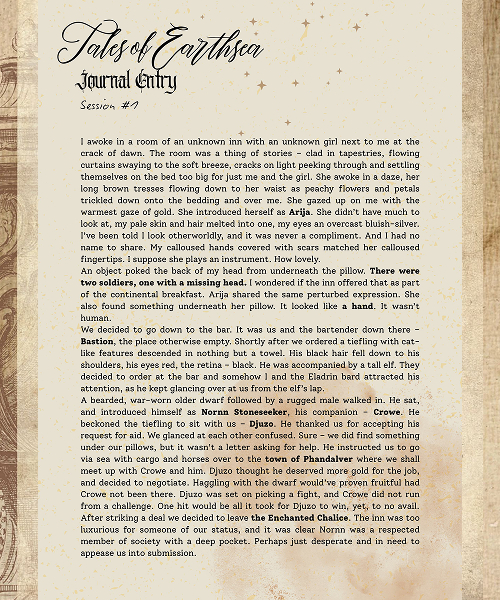 Tales of Earthsea
Journal Entry
Session #1
I awoke in a room of an unknown inn with an unknown girl next to me at the
crack of dawn. The room was a thing of stories – clad in tapestries, flowing
curtains swaying to the soft breeze, cracks on light peeking through and settling
themselves on the bed too big for just me and the girl. She awoke in a daze, her
long brown tresses flowing down to her waist as peachy flowers and petals
trickled down onto the bedding and over me. She gazed up on me with the
warmest gaze of gold. She introduced herself as Arija. She didn't have much to
look at, my pale skin and hair melted into one, my eyes an overcast bluish-silver.
I've been told I look otherworldly, and it was never a compliment. And I had no
name to share. My calloused hands covered with scars matched her calloused
fingertips. I suppose she plays an instrument. How lovely.
An object poked the back of my head from underneath the pillow. There were
two soldiers, one with a missing head. I wondered if the inn offered that as part
of the continental breakfast. Arija shared the same perturbed expression. She
also found something underneath her pillow. It looked like a hand. It wasn't
human.
We decided to go down to the bar. It was us and the bartender down there –
Bastion, the place otherwise empty. Shortly after we ordered a tiefling with cat-
like features descended in nothing but a towel. His black hair fell down to his
shoulders, his eyes red, the retina – black. He was accompanied by a tall elf. They
decided to order at the bar and somehow I and the Eladrin bard attracted his
attention, as he kept glancing over at us from the elf's lap.
A bearded, war-worn older dwarf followed by a rugged male walked in. He sat,
and introduced himself as Nornn Stoneseeker, his companion – Crowe. He
beckoned the tiefling to sit with us – Djuzo. He thanked us for accepting his
request for aid. We glanced at each other confused. Sure – we did find something
under our pillows, but it wasn't a letter asking for help. He instructed us to go
via sea with cargo and horses over to the town of Phandalver where we shall
meet up with Crowe and him. Djuzo thought he deserved more gold for the job,
and decided to negotiate. Haggling with the dwarf would've proven fruitful had
Crowe not been there. Djuzo was set on picking a fight, and Crowe did not run
from a challenge. One hit would be all it took for Djuzo to win, yet, to no avail.
After striking a deal we decided to leave the Enchanted Chalice. The inn was too
luxurious for someone of our status, and it was clear Nornn was a respected
member of society with a deep pocket. Perhaps just desperate and in need to
appease us into submission.